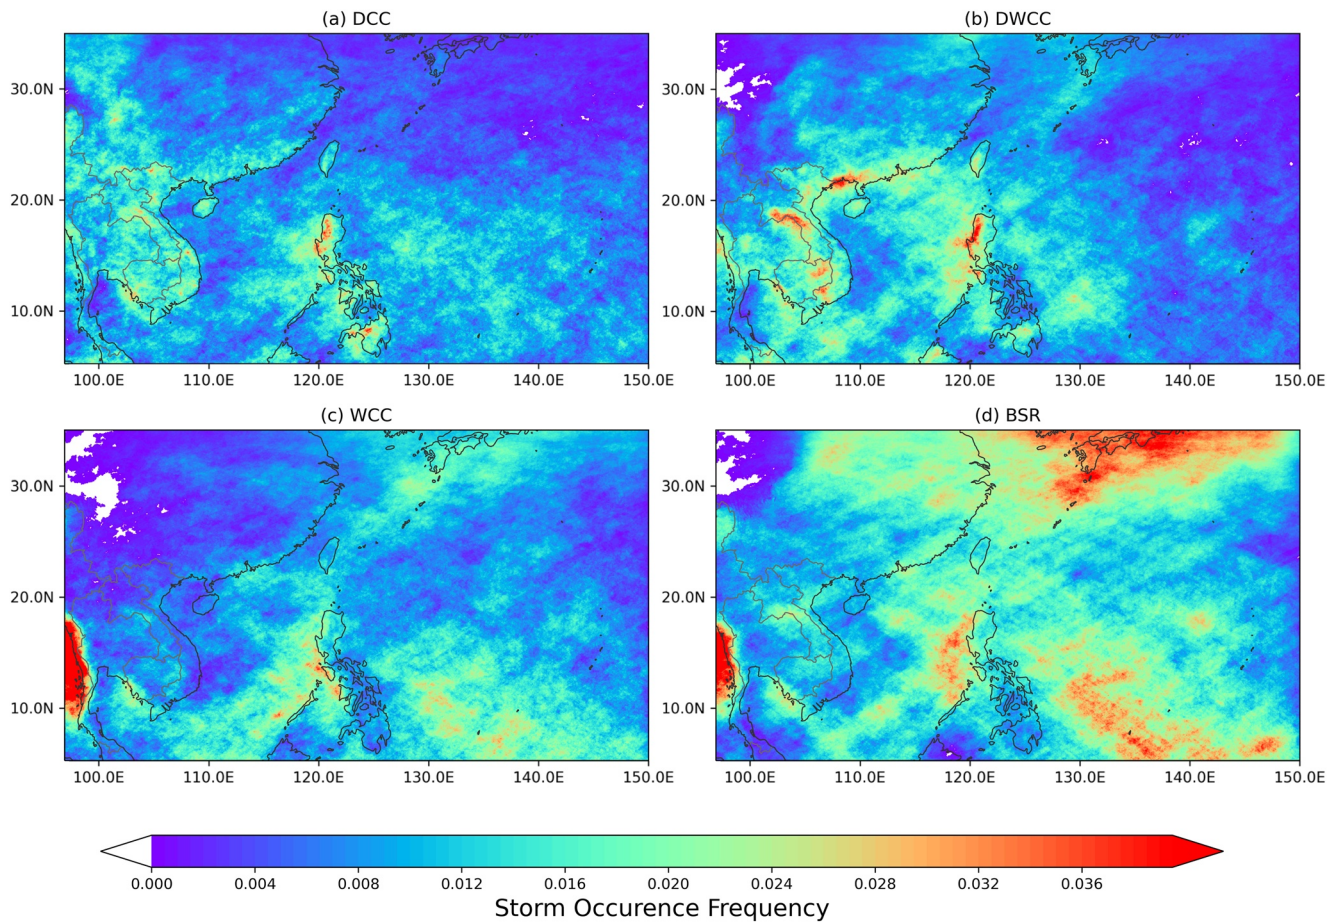 (a) DCC
(b) DWCC
30.0N
20.0N
10.0N
30.0N
20.0N
10.0N
100.0E 110.0E 120.0E 130.0E 140.0E 150.0E
100.0E 110.0E 120.0E 130.0E 140.0E 150.0E
(c) WCC
(d) BSR
30.0N
20.0N
10.0N
30.0N
20.0N
10.0N
100.0E 110.0E 120.0E 130.0E 140.0E 150.0E
100.0E 110.0E 120.0E 130.0E 140.0E 150.0E
0.000 0.004 0.008 0.012 0.016 0.020 0.024 0.028 0.032 0.036
Storm Occurence Frequency